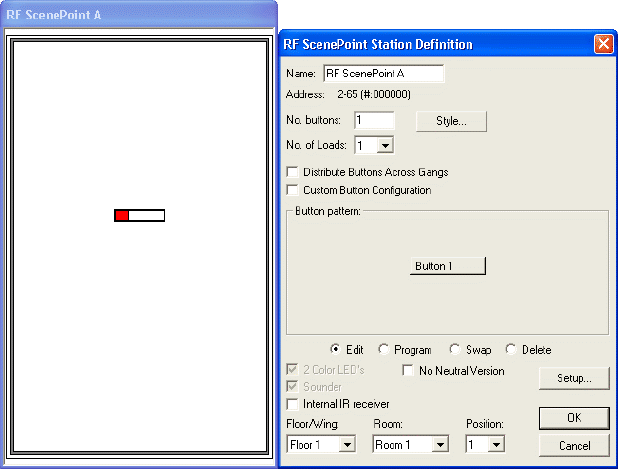 RF ScenePoint A
RF ScenePoint Station Definition
Name: RF ScenePoint A
Address: 2-65 (#:000000)
No. buttons: 1 Style...
No. of Loads: 1
Distribute Buttons Across Gangs
Custom Button Configuration
Button pattern:
Button 1
Edit Program Swap Delete
2 Color LED's No Neutral Version
Setup...
Sounder
Internal IR receiver
OK
Floor/Wing: Room: Position:
Floor 1 Room 1 1 Cancel